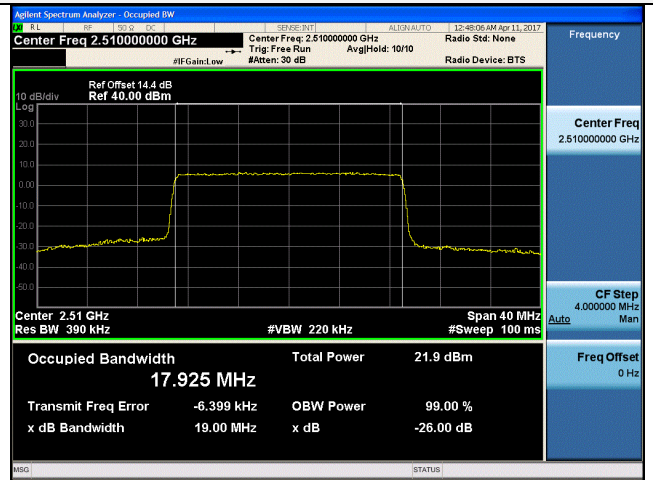 Agilent Spectrum Analyzer - Occupied BW
RL RF 50 Ω DC SENSE:INT ALIGN AUTO 12:48:06 AM Apr 11, 2017
Center Freq 2.510000000 GHz
Center Freq: 2.510000000 GHz
Radio Std: None
Trig: Free Run Avg|Hold: 10/10
#IFGain:Low
#Atten: 30 dB
Radio Device: BTS
Ref Offset 14.4 dB
10 dB/div Ref 40.00 dBm
Log
30.0
20.0
10.0
0.00
-10.0
-20.0
-30.0
-40.0
-50.0
Center 2.51 GHz Span 40 MHz
Res BW 390 kHz #VBW 220 kHz #Sweep 100 ms
Occupied Bandwidth Total Power 21.9 dBm
17.925 MHz
Transmit Freq Error -6.399 kHz OBW Power 99.00 %
x dB Bandwidth 19.00 MHz x dB -26.00 dB
MSG STATUS
Frequency
Center Freq
2.510000000 GHz
CF Step
4.000000 MHz
Auto Man
Freq Offset
0 Hz